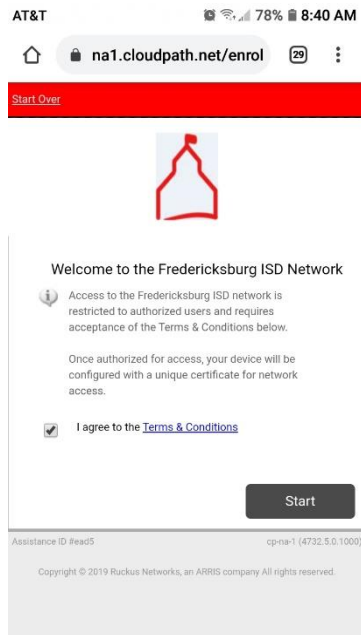 AT&T 78% 8:40 AM
na1.cloudpath.net/enrol 29
Start Over
Welcome to the Fredericksburg ISD Network
Access to the Fredericksburg ISD network is
restricted to authorized users and requires
acceptance of the Terms & Conditions below.
Once authorized for access, your device will be
configured with a unique certificate for network
access.
I agree to the Terms & Conditions
Start
Assistance ID #ead5 cp-na-1 (4732.5.0.1000)
Copyright © 2019 Ruckus Networks, an ARRIS company All rights reserved.